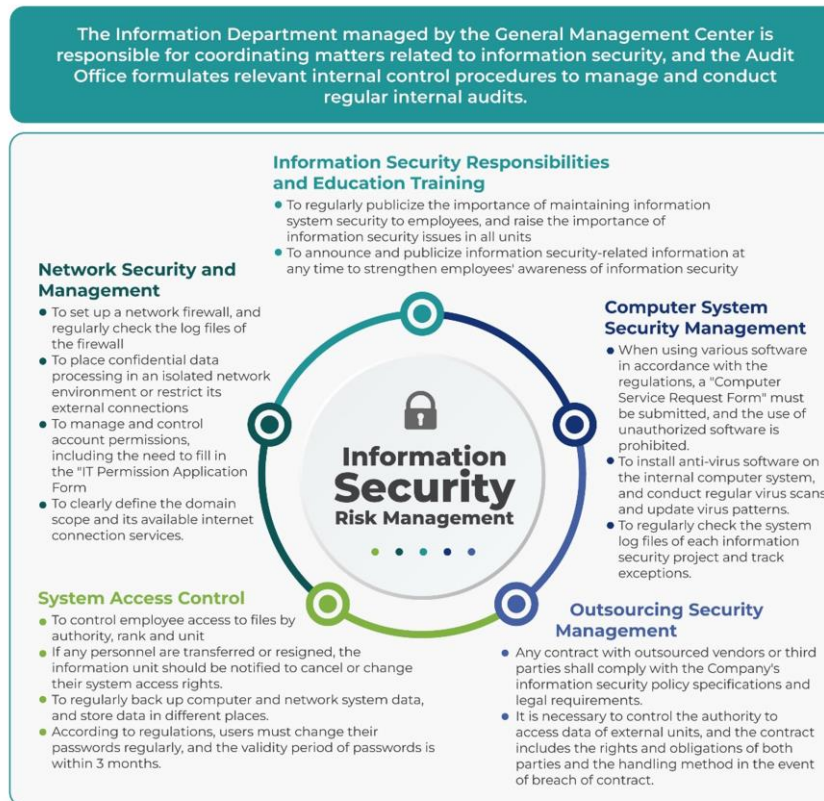 The Information Department managed by the General Management Center is
responsible for coordinating matters related to information security, and the Audit
Office formulates relevant internal control procedures to manage and conduct
regular internal audits.
Information Security Responsibilities
and Education Training
• To regularly publicize the importance of maintaining information
system security to employees, and raise the importance of
information security issues in all units
• To announce and publicize information security-related information at
any time to strengthen employees' awareness of information security
Network Security and
Management
• To set up a network firewall, and
regularly check the log files of
the firewall
• To place confidential data
processing in an isolated network
environment or restrict its
external connections
• To manage and control
account permissions,
including the need to fill in
the "IT Permission Application
Form
• To clearly define the domain
scope and its available internet
connection services.
Computer System
Security Management
• When using various software
in accordance with the
regulations, a "Computer
Service Request Form" must
be submitted, and the use of
unauthorized software is
prohibited.
• To install anti-virus software on
the internal computer system,
and conduct regular virus scans
and update virus patterns.
• To regularly check the system
log files of each information
security project and track
exceptions.
Information
Security
Risk Management
System Access Control
• To control employee access to files by
authority, rank and unit
• If any personnel are transferred or resigned, the
information unit should be notified to cancel or change
their system access rights.
• To regularly back up computer and network system data,
and store data in different places.
• According to regulations, users must change their
passwords regularly, and the validity period of passwords is
within 3 months.
Outsourcing Security
Management
• Any contract with outsourced vendors or third
parties shall comply with the Company's
information security policy specifications and
legal requirements.
• It is necessary to control the authority to
access data of external units, and the contract
includes the rights and obligations of both
parties and the handling method in the event
of breach of contract.